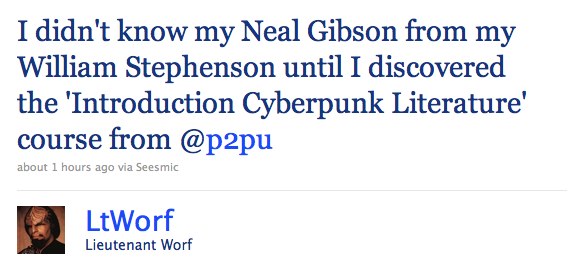 I didn't know my Neal Gibson from my
William Stephenson until I discovered
the 'Introduction Cyberpunk Literature'
course from @p2pu
about 1 hours ago via Seesmic
LtWorf
Lieutenant Worf